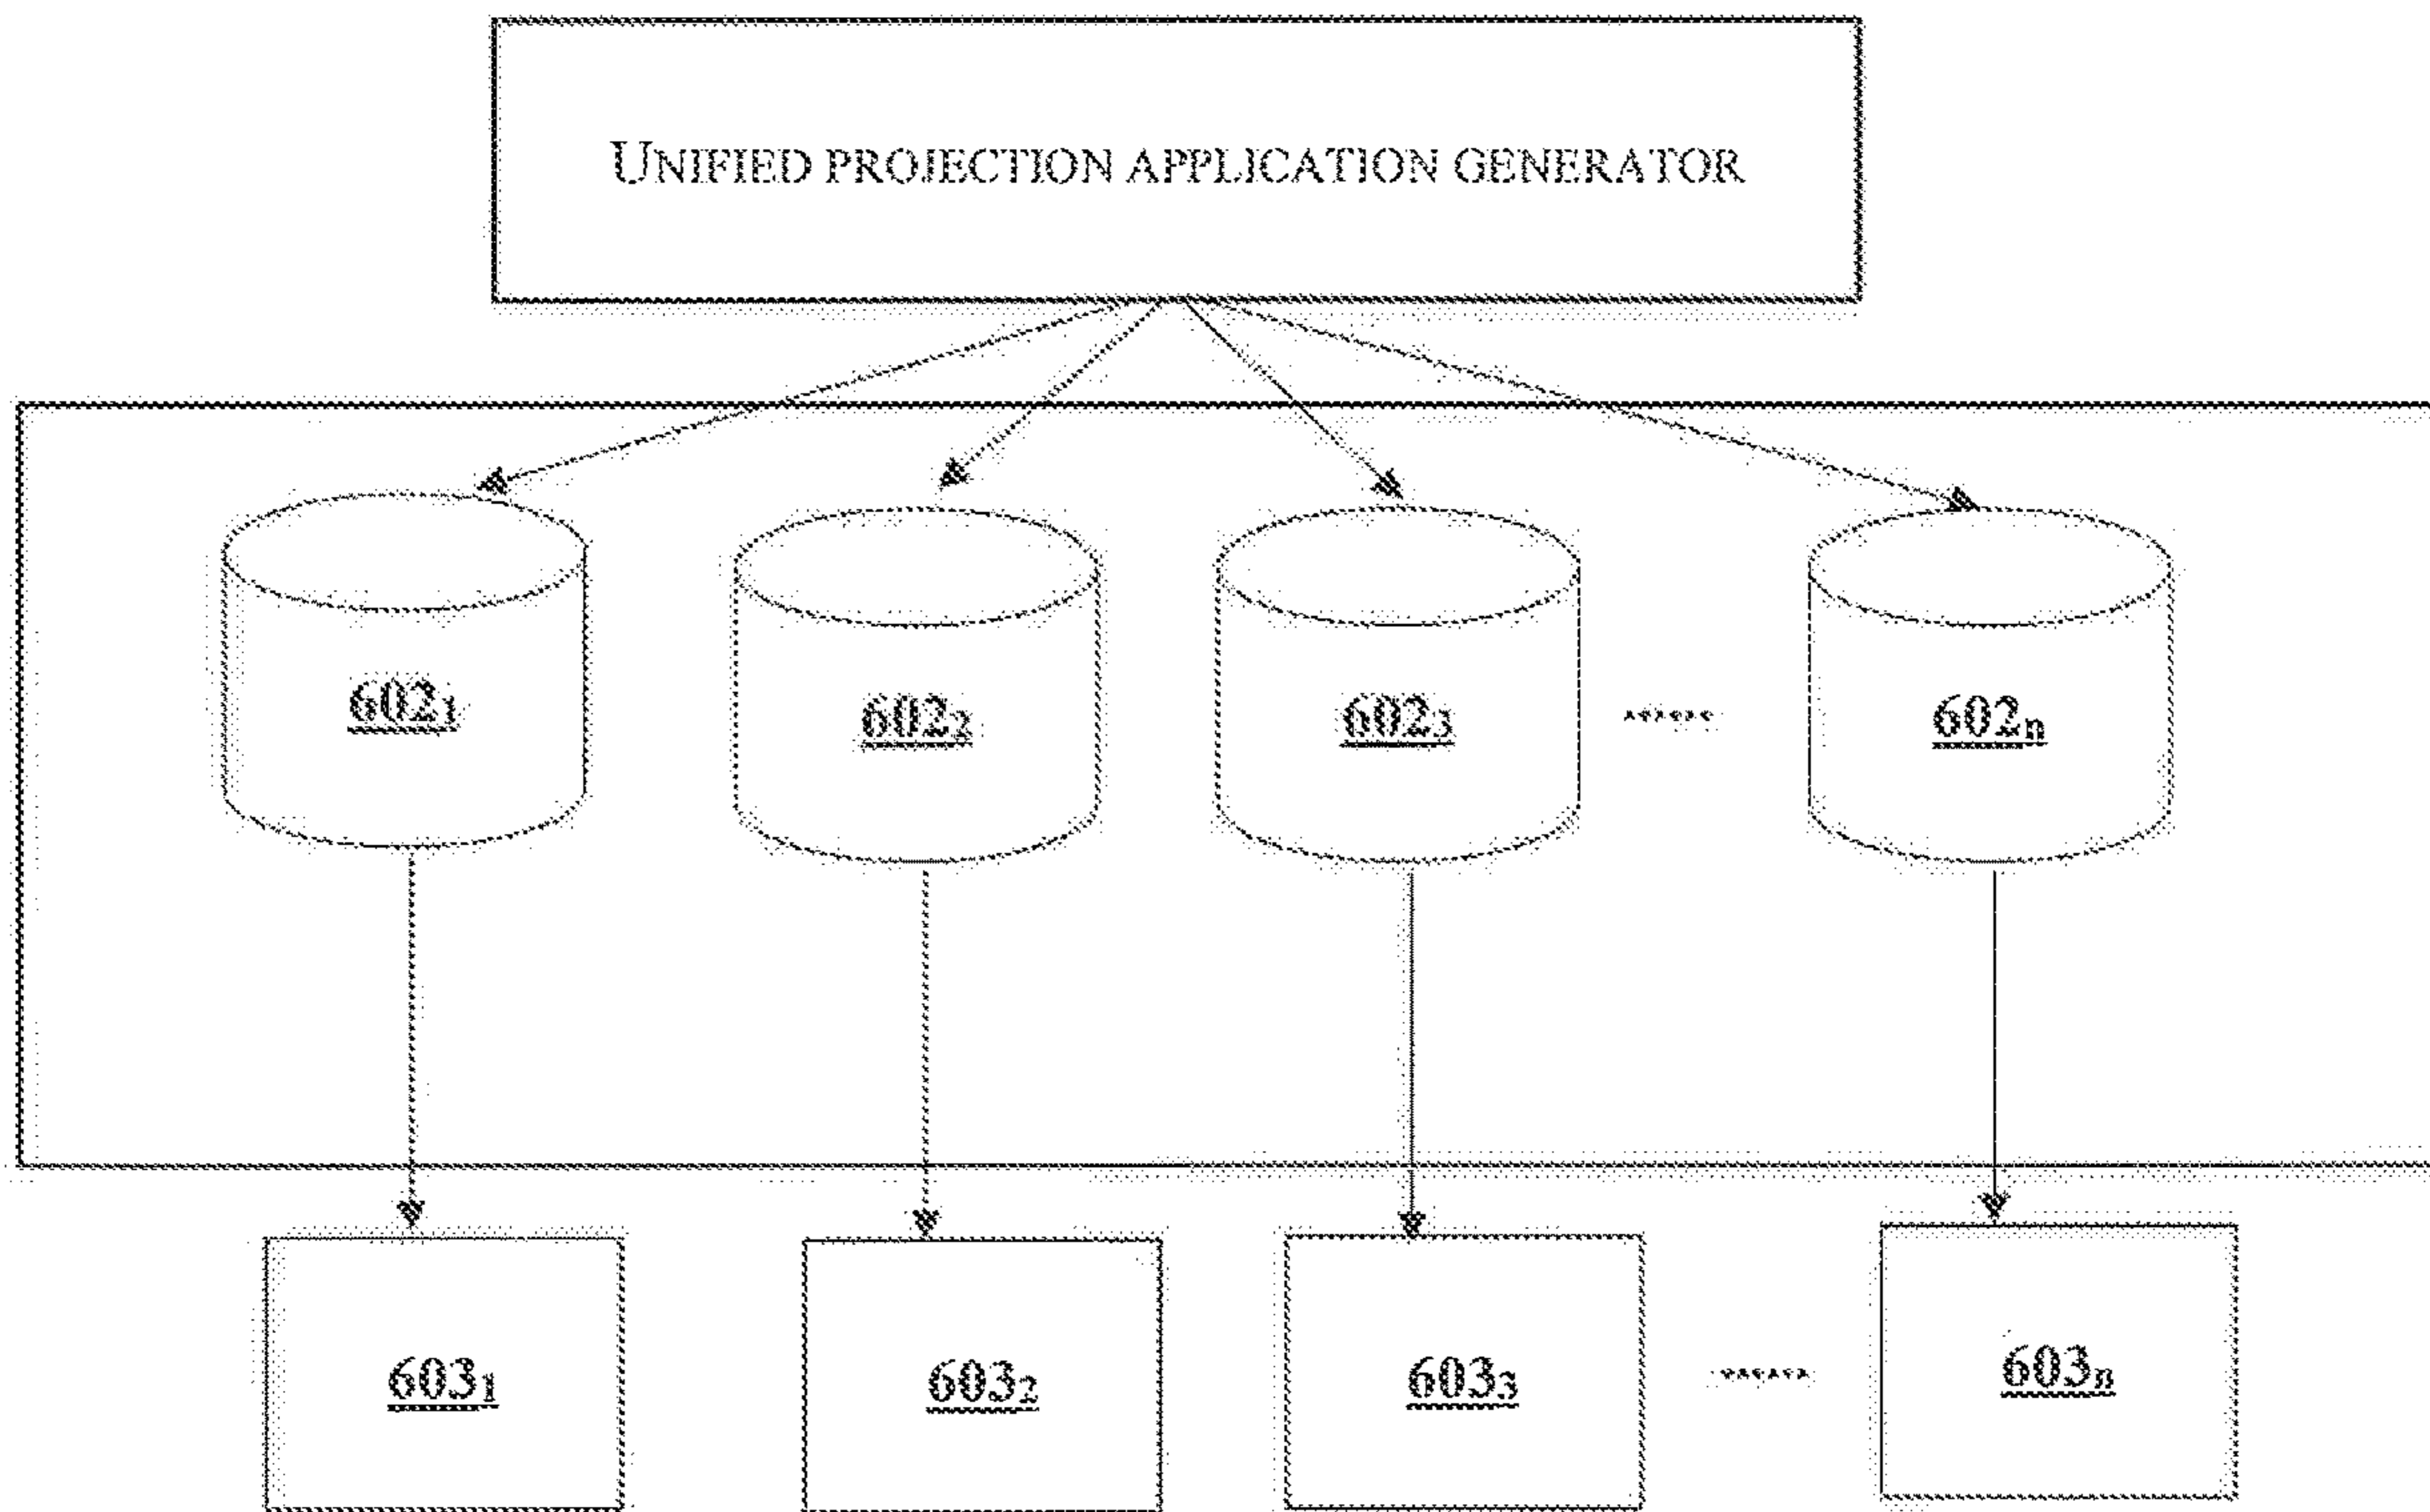 UNIFIED PROJECTION APPLICATION GENERATOR
602₁ 602₂ 602₃ ...... 602ₙ
603₁ 603₂ 603₃ ...... 603ₙ